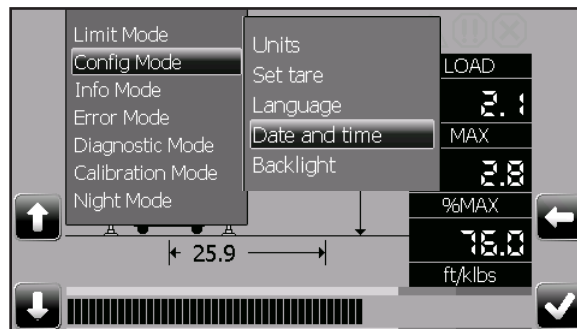 Limit Mode
Config Mode
Info Mode
Error Mode
Diagnostic Mode
Calibration Mode
Night Mode
Units
Set tare
Language
Date and time
Backlight
LOAD
2.1
MAX
2.8
%MAX
76.0
ft/klbs
25.9